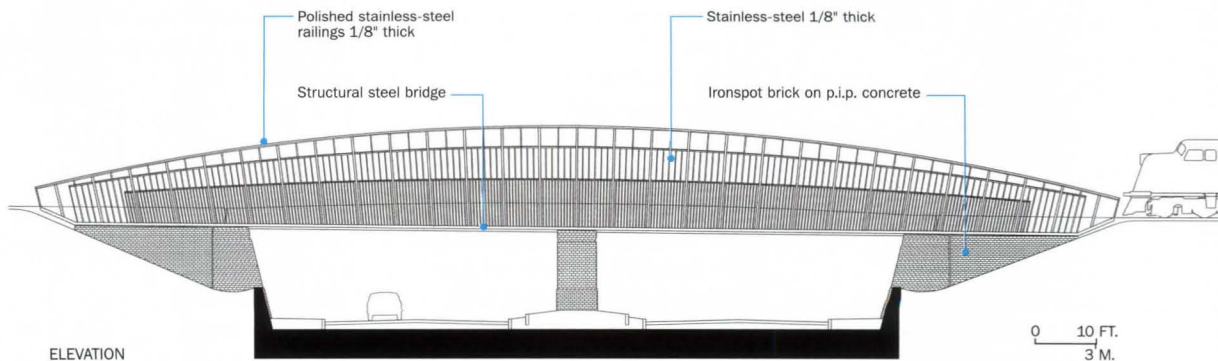 Polished stainless-steel
railings 1/8" thick
Stainless-steel 1/8" thick
Structural steel bridge
Ironspot brick on p.i.p. concrete
ELEVATION
0 10 FT.
3 M.